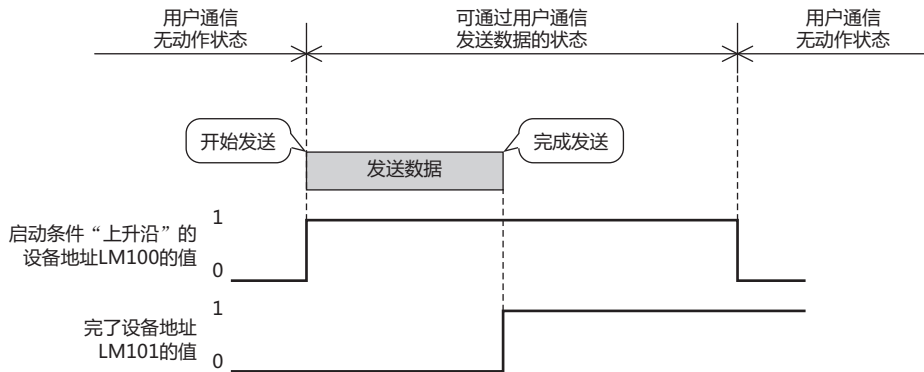 用户通信
无动作状态
可通过用户通信
发送数据的状态
用户通信
无动作状态
开始发送
完成发送
发送数据
启动条件“上升沿”的
设备地址LM100的值
1
0
完了设备地址
LM101的值
1
0